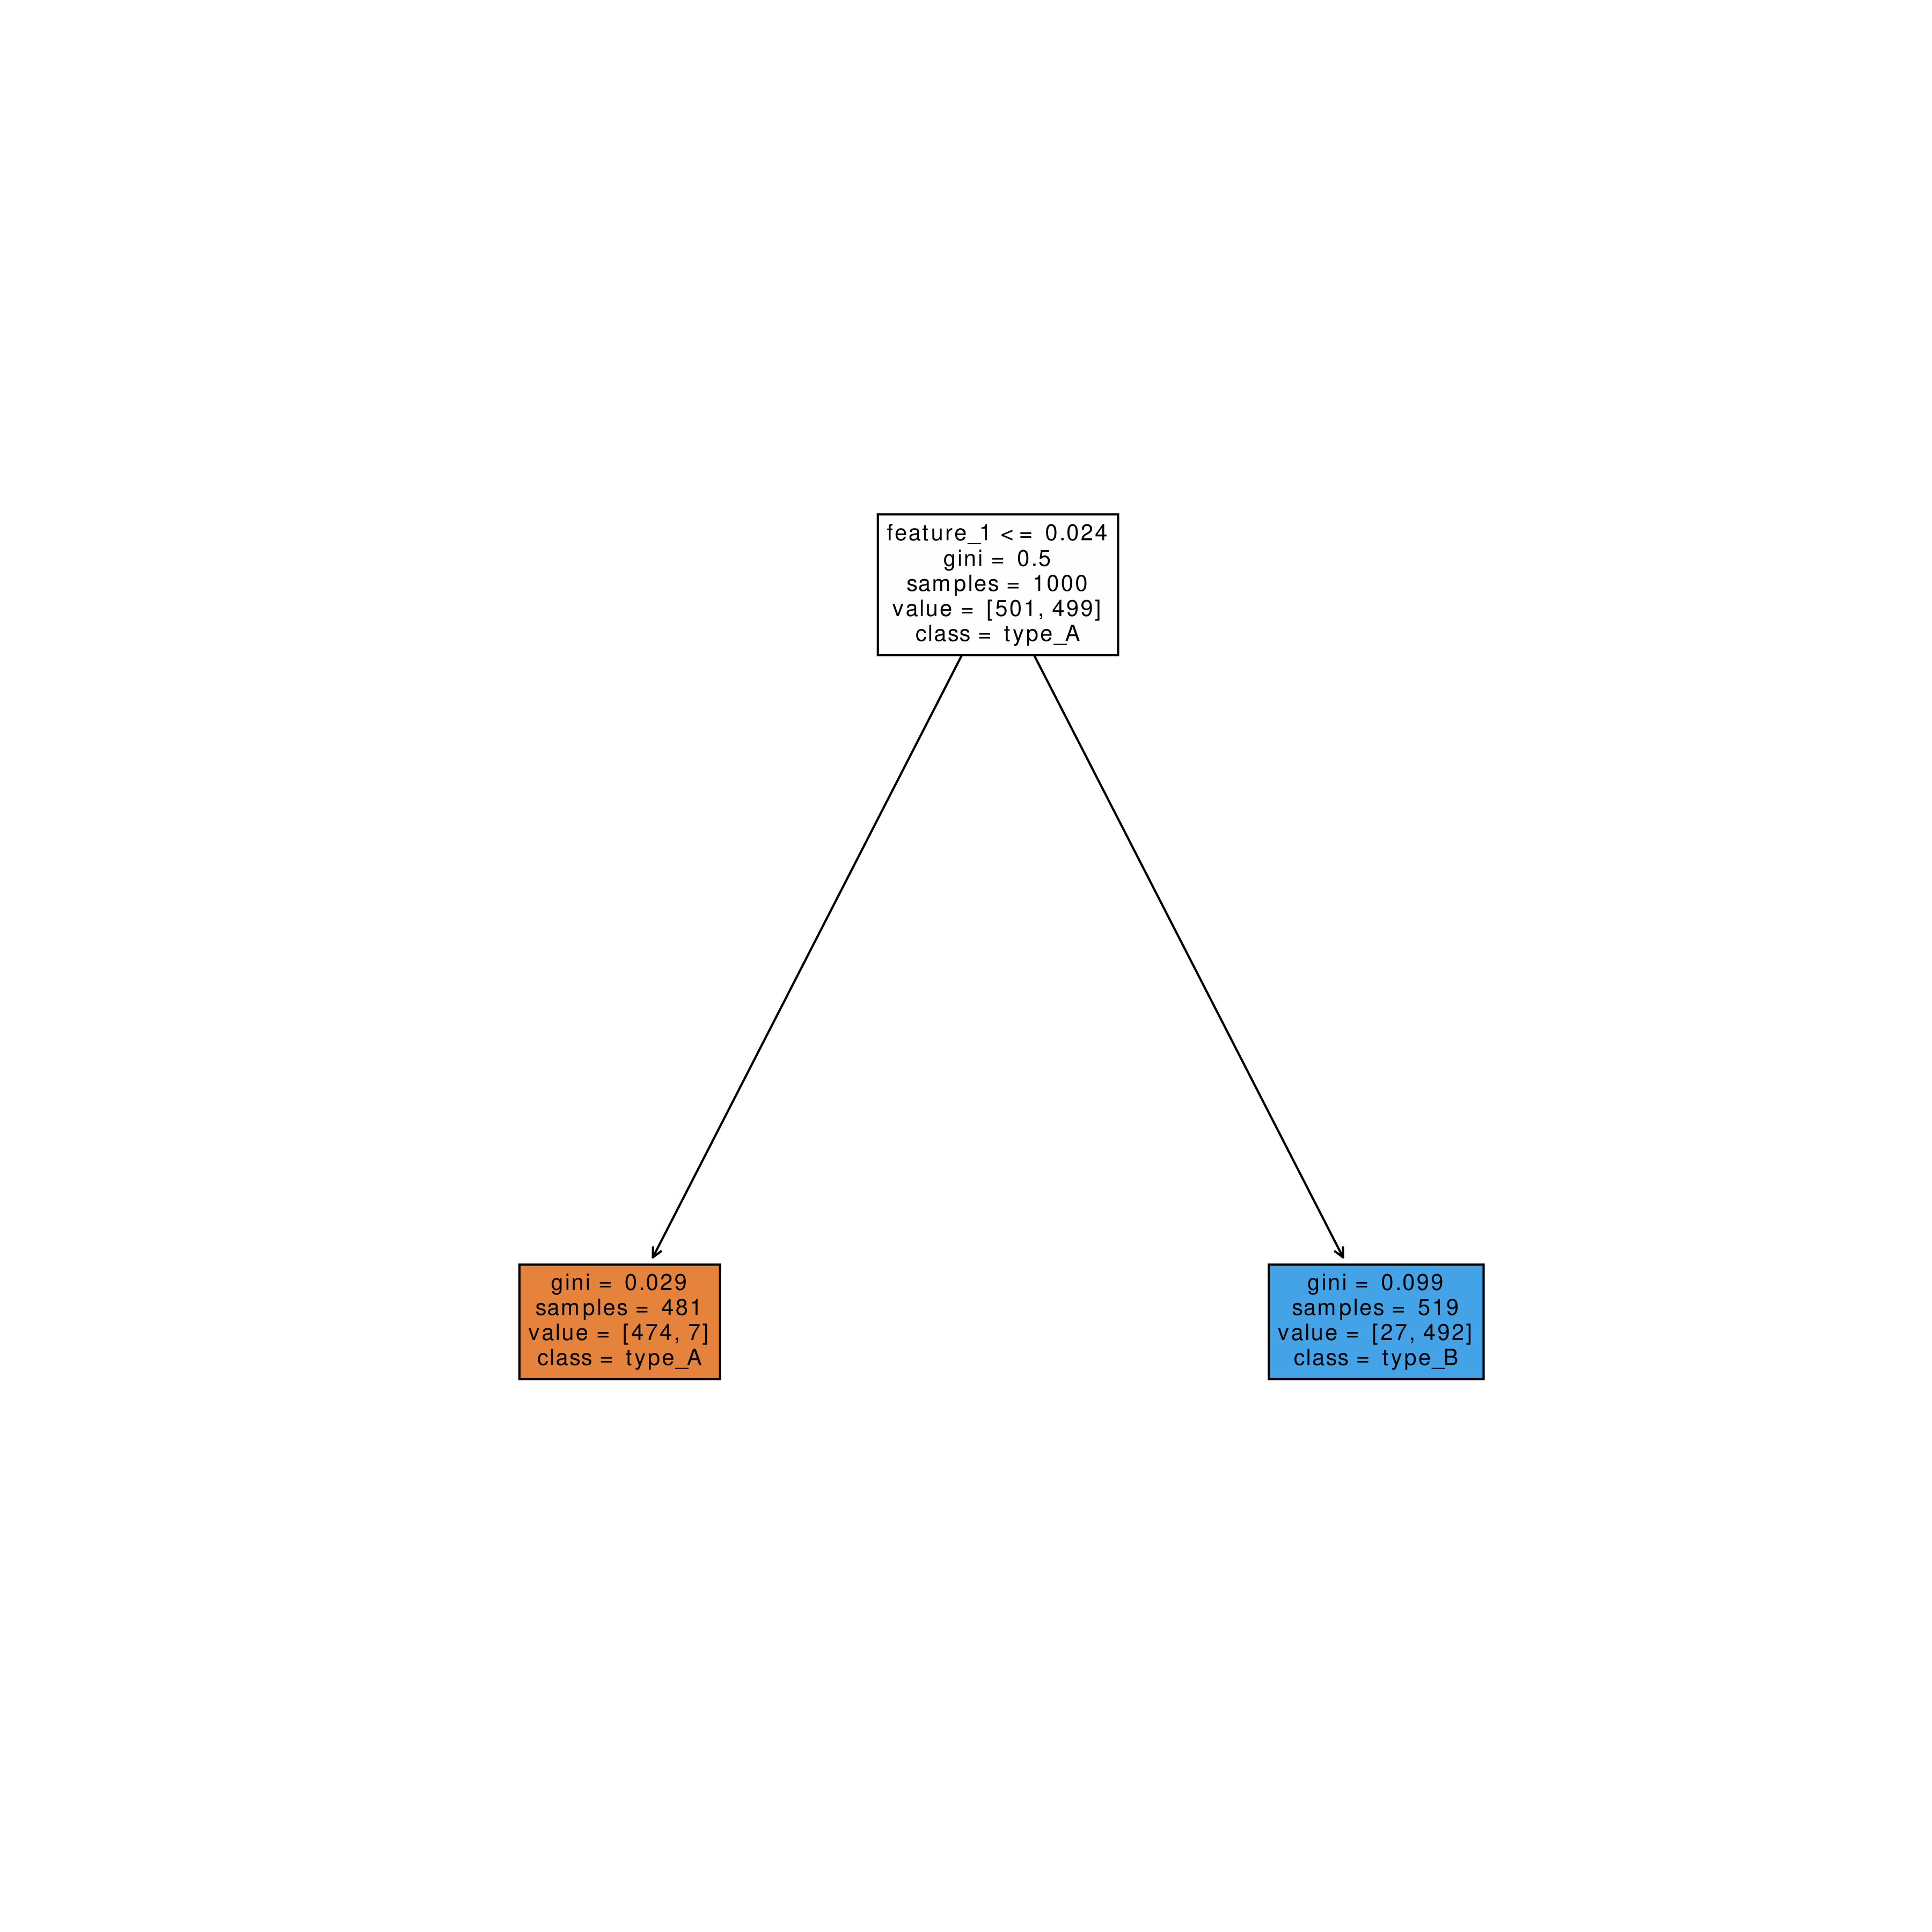 feature_1 <= 0.024
gini = 0.5
samples = 1000
value = [501, 499]
class = type_A
gini = 0.029
samples = 481
value = [474, 7]
class = type_A
gini = 0.099
samples = 519
value = [27, 492]
class = type_B